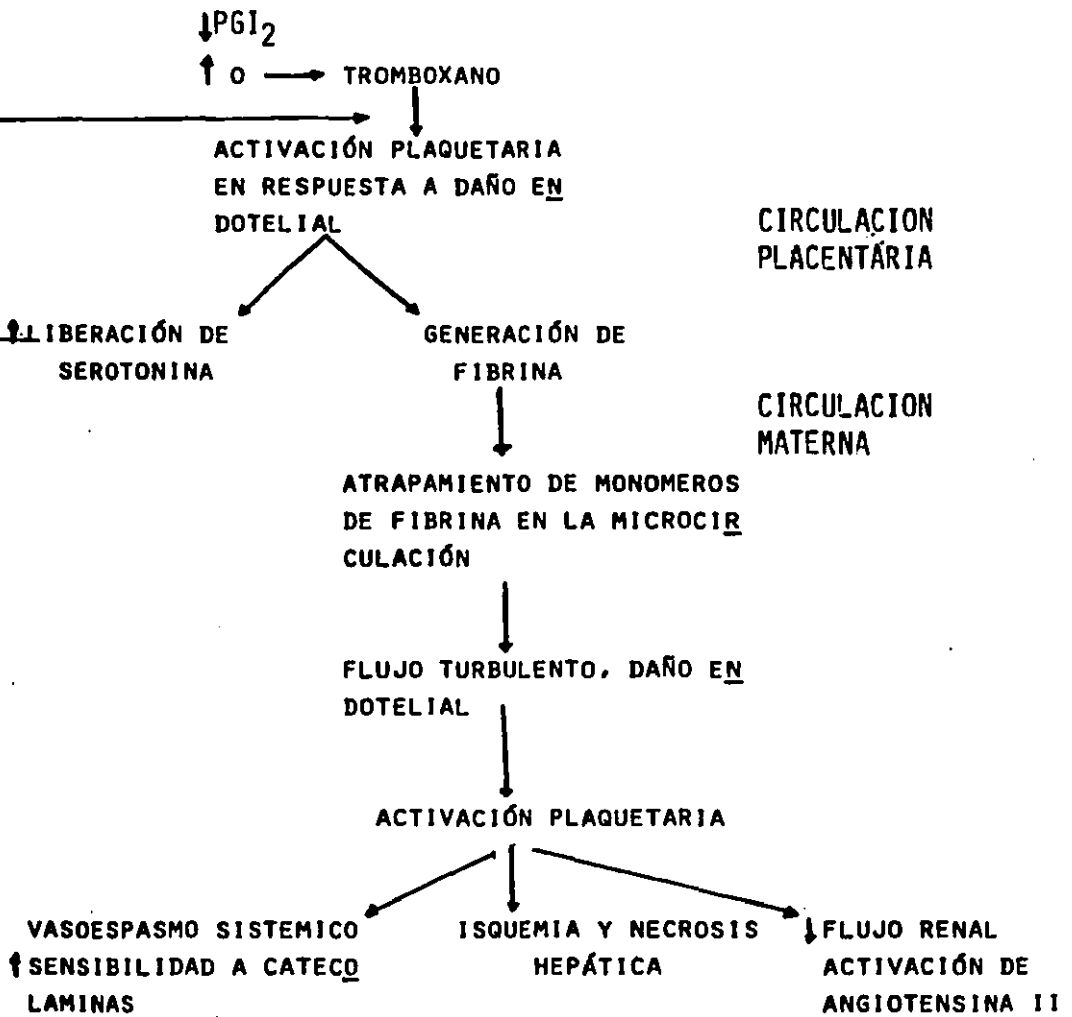 ↓PGI2
↑ O → TROMBOXANO
ACTIVACIÓN PLAQUETARIA
EN RESPUESTA A DAÑO EN
DOTELIAL
CIRCULACION
PLACENTÁRIA
↑LIBERACIÓN DE
SEROTONINA
GENERACIÓN DE
FIBRINA
CIRCULACION
MATERNA
ATRAPAMIENTO DE MONOMEROS
DE FIBRINA EN LA MICROCIR
CULACIÓN
FLUJO TURBULENTO, DAÑO EN
DOTELIAL
ACTIVACIÓN PLAQUETARIA
VASOESPASMO SISTEMICO
↑SENSIBILIDAD A CATECO
LAMINAS
ISQUEMIA Y NECROSIS
HEPÁTICA
↓FLUJO RENAL
ACTIVACIÓN DE
ANGIOTENSINA II